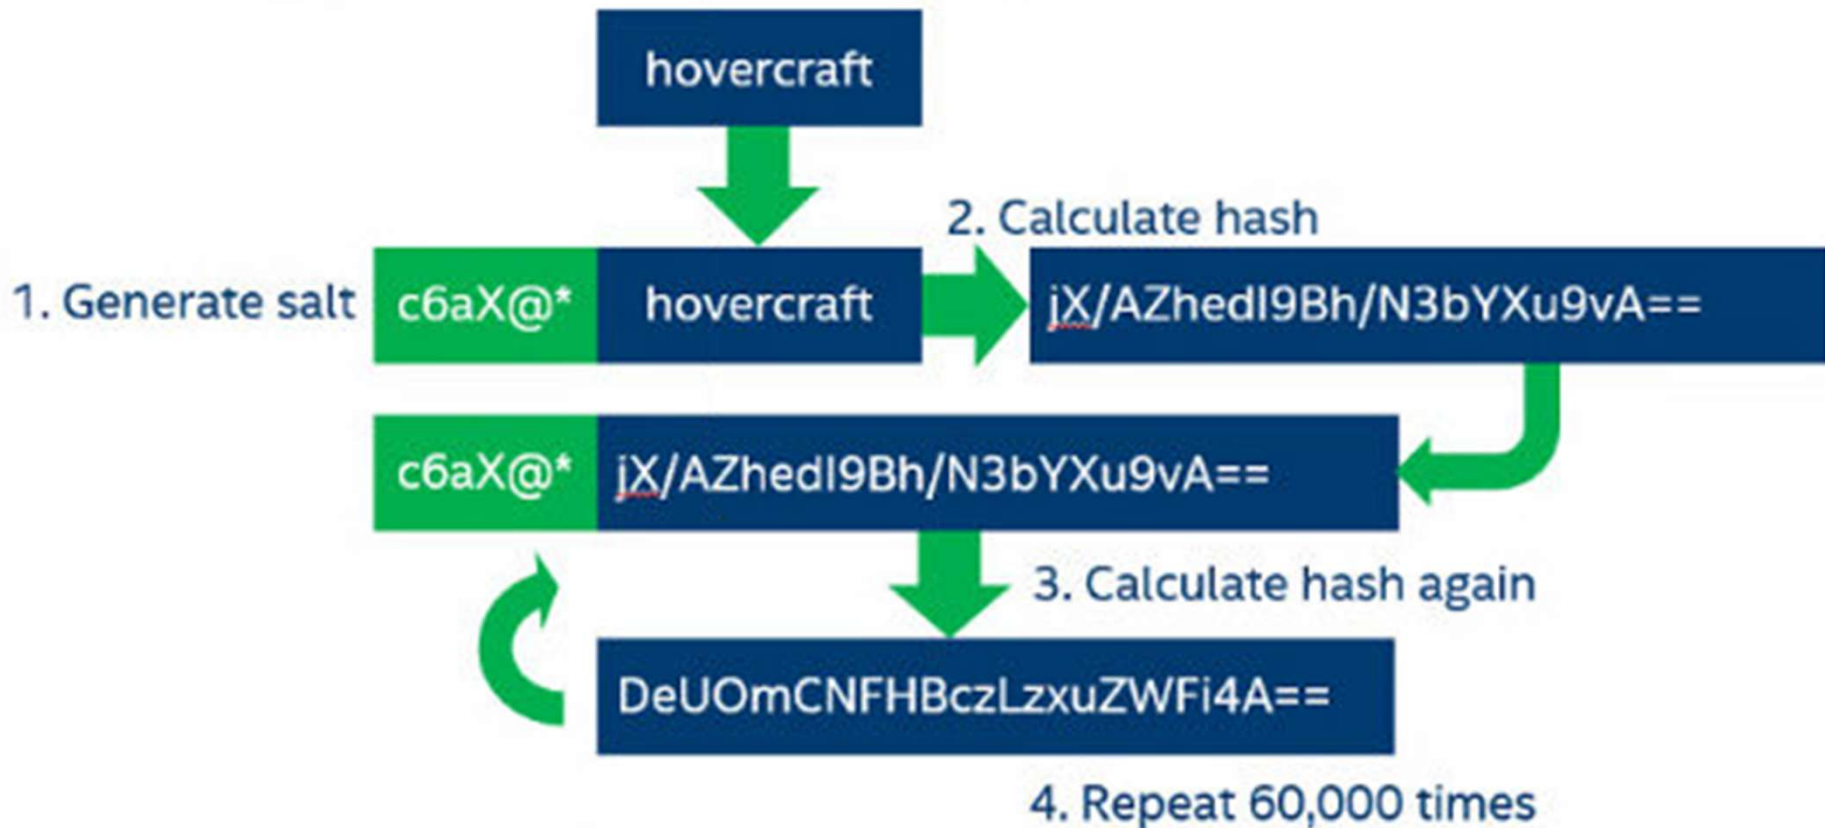 hovercraft
2. Calculate hash
1. Generate salt c6aX@* hovercraft jX/AZhedI9Bh/N3bYXu9vA==
c6aX@* jX/AZhedI9Bh/N3bYXu9vA==
3. Calculate hash again
DeUOmCNFHBczLzxuZWFi4A==
4. Repeat 60,000 times